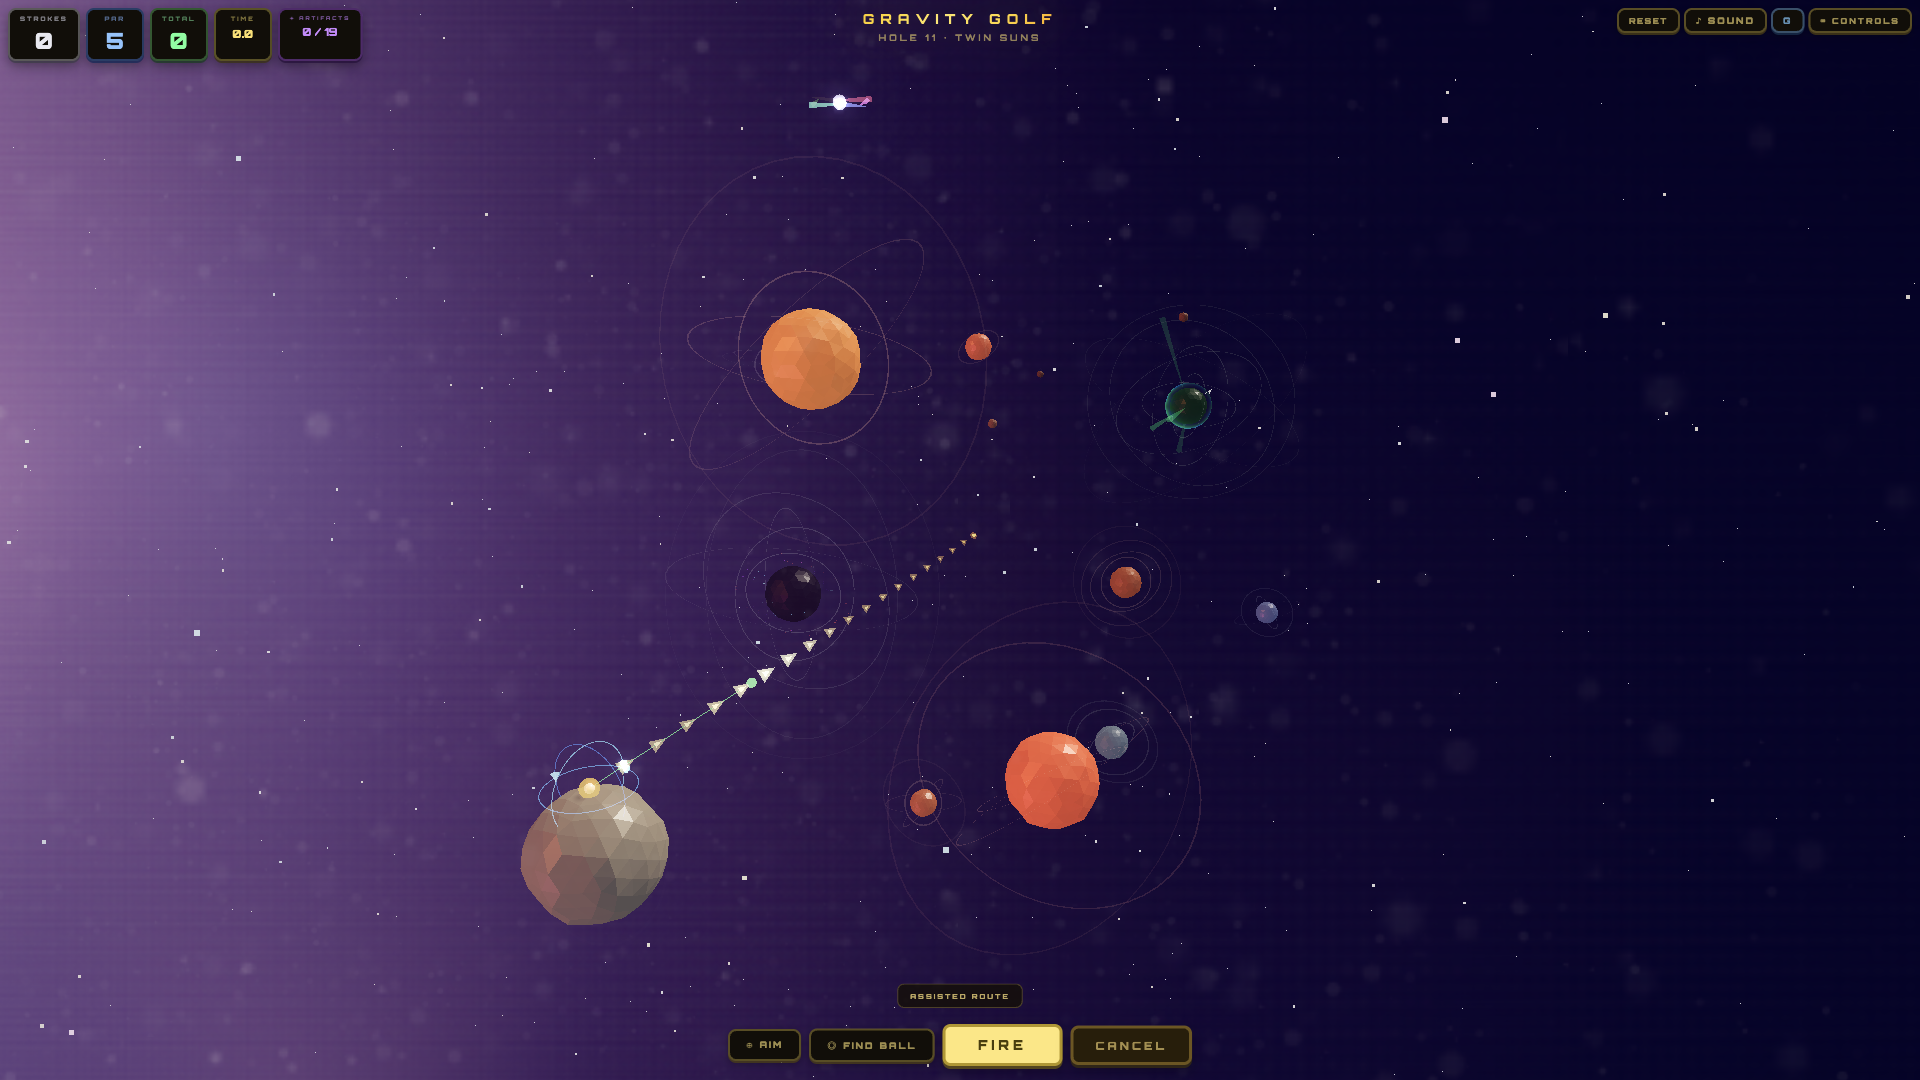 STROKES
0
PAR
5
TOTAL
0
TIME
0.0
ARTIFACTS
0 / 19
GRAVITY GOLF
HOLE 11 · TWIN SUNS
RESET
♪ SOUND
G
CONTROLS
ASSISTED ROUTE
AIM
FIND BALL
FIRE
CANCEL